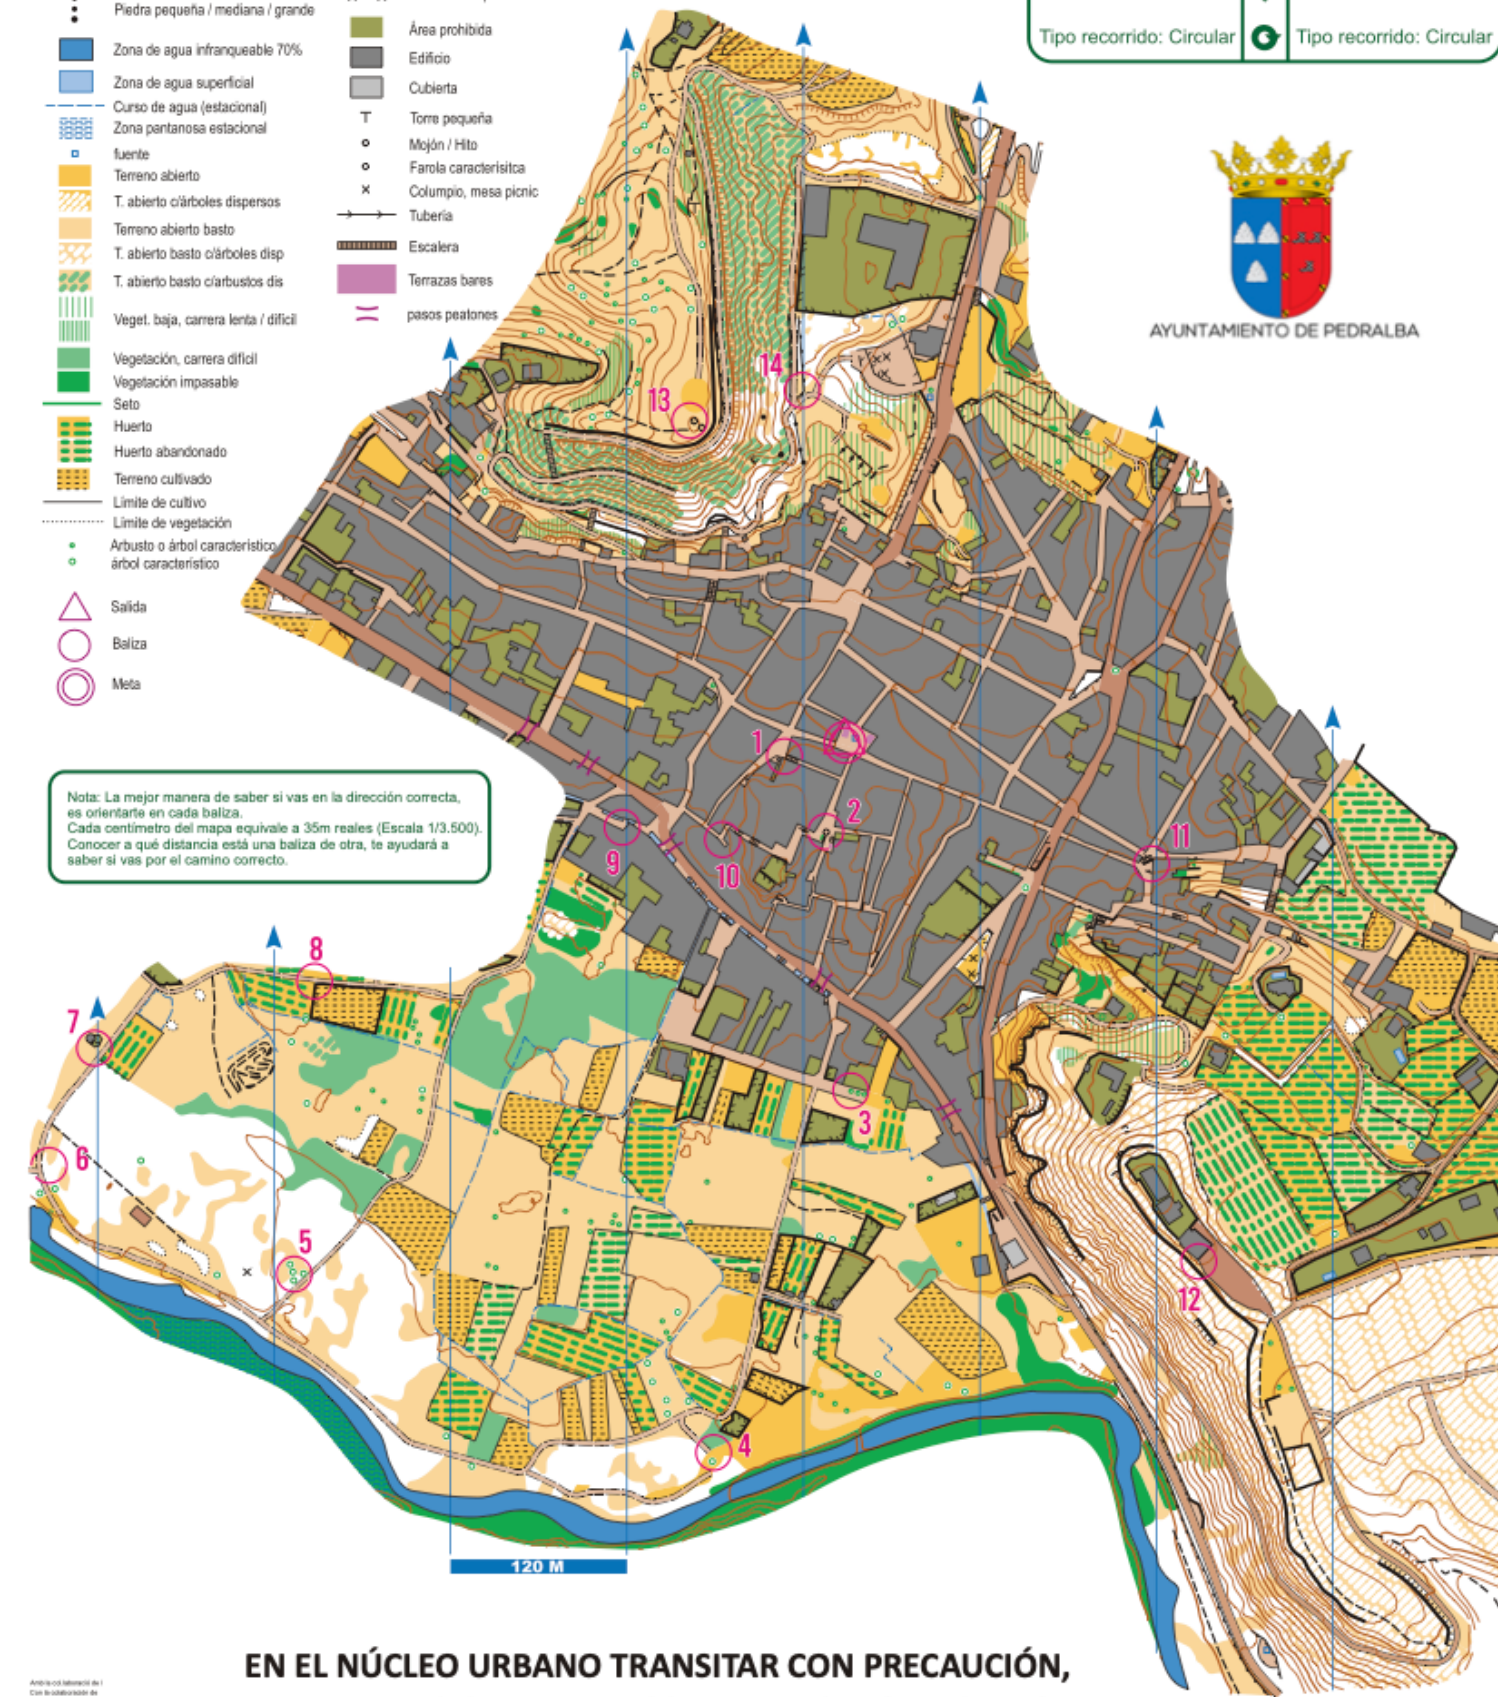 Piedra pequeña / mediana / grande
Zona de agua infranqueable 70%
Zona de agua superficial
Curso de agua (estacional)
Zona pantanosa estacional
fuente
Terreno abierto
T. abierto c/árboles dispersos
Terreno abierto basto
T. abierto basto c/árboles disp
T. abierto basto c/arbustos dis
Veget. baja, carrera lenta / difícil
Vegetación, carrera difícil
Vegetación impasable
Seto
Huerto
Huerto abandonado
Terreno cultivado
Límite de cultivo
Límite de vegetación
Arbusto o árbol característico
árbol característico
Salida
Baliza
Meta
Área prohibida
Edificio
Cubierta
Torre pequeña
Mojón / Hito
Farola caracterísitca
Columpio, mesa picnic
Tubería
Escalera
Terrazas bares
pasos peatones
Tipo recorrido: Circular
Tipo recorrido: Circular
AYUNTAMIENTO DE PEDRALBA
14
13
1
2
9
10
11
Nota: La mejor manera de saber si vas en la dirección correcta,
es orientarte en cada baliza.
Cada centímetro del mapa equivale a 35m reales (Escala 1/3.500).
Conocer a qué distancia está una baliza de otra, te ayudará a
saber si vas por el camino correcto.
8
7
3
6
5
12
4
120 M
EN EL NÚCLEO URBANO TRANSITAR CON PRECAUCIÓN,